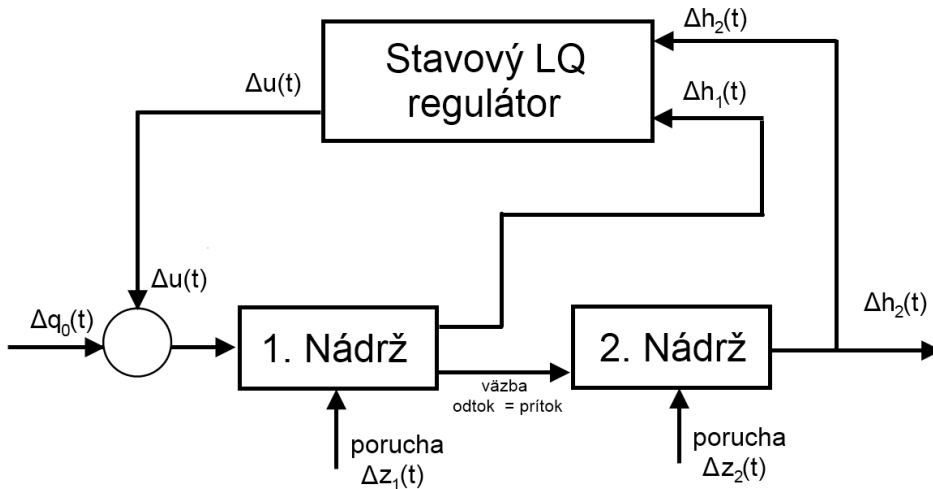 Δh₂(t)
Stavový LQ
regulátor
Δu(t)
Δh₁(t)
Δu(t)
Δq₀(t)
1. Nádrž
2. Nádrž
Δh₂(t)
väzba
odtok = prítok
porucha
Δz₁(t)
porucha
Δz₂(t)